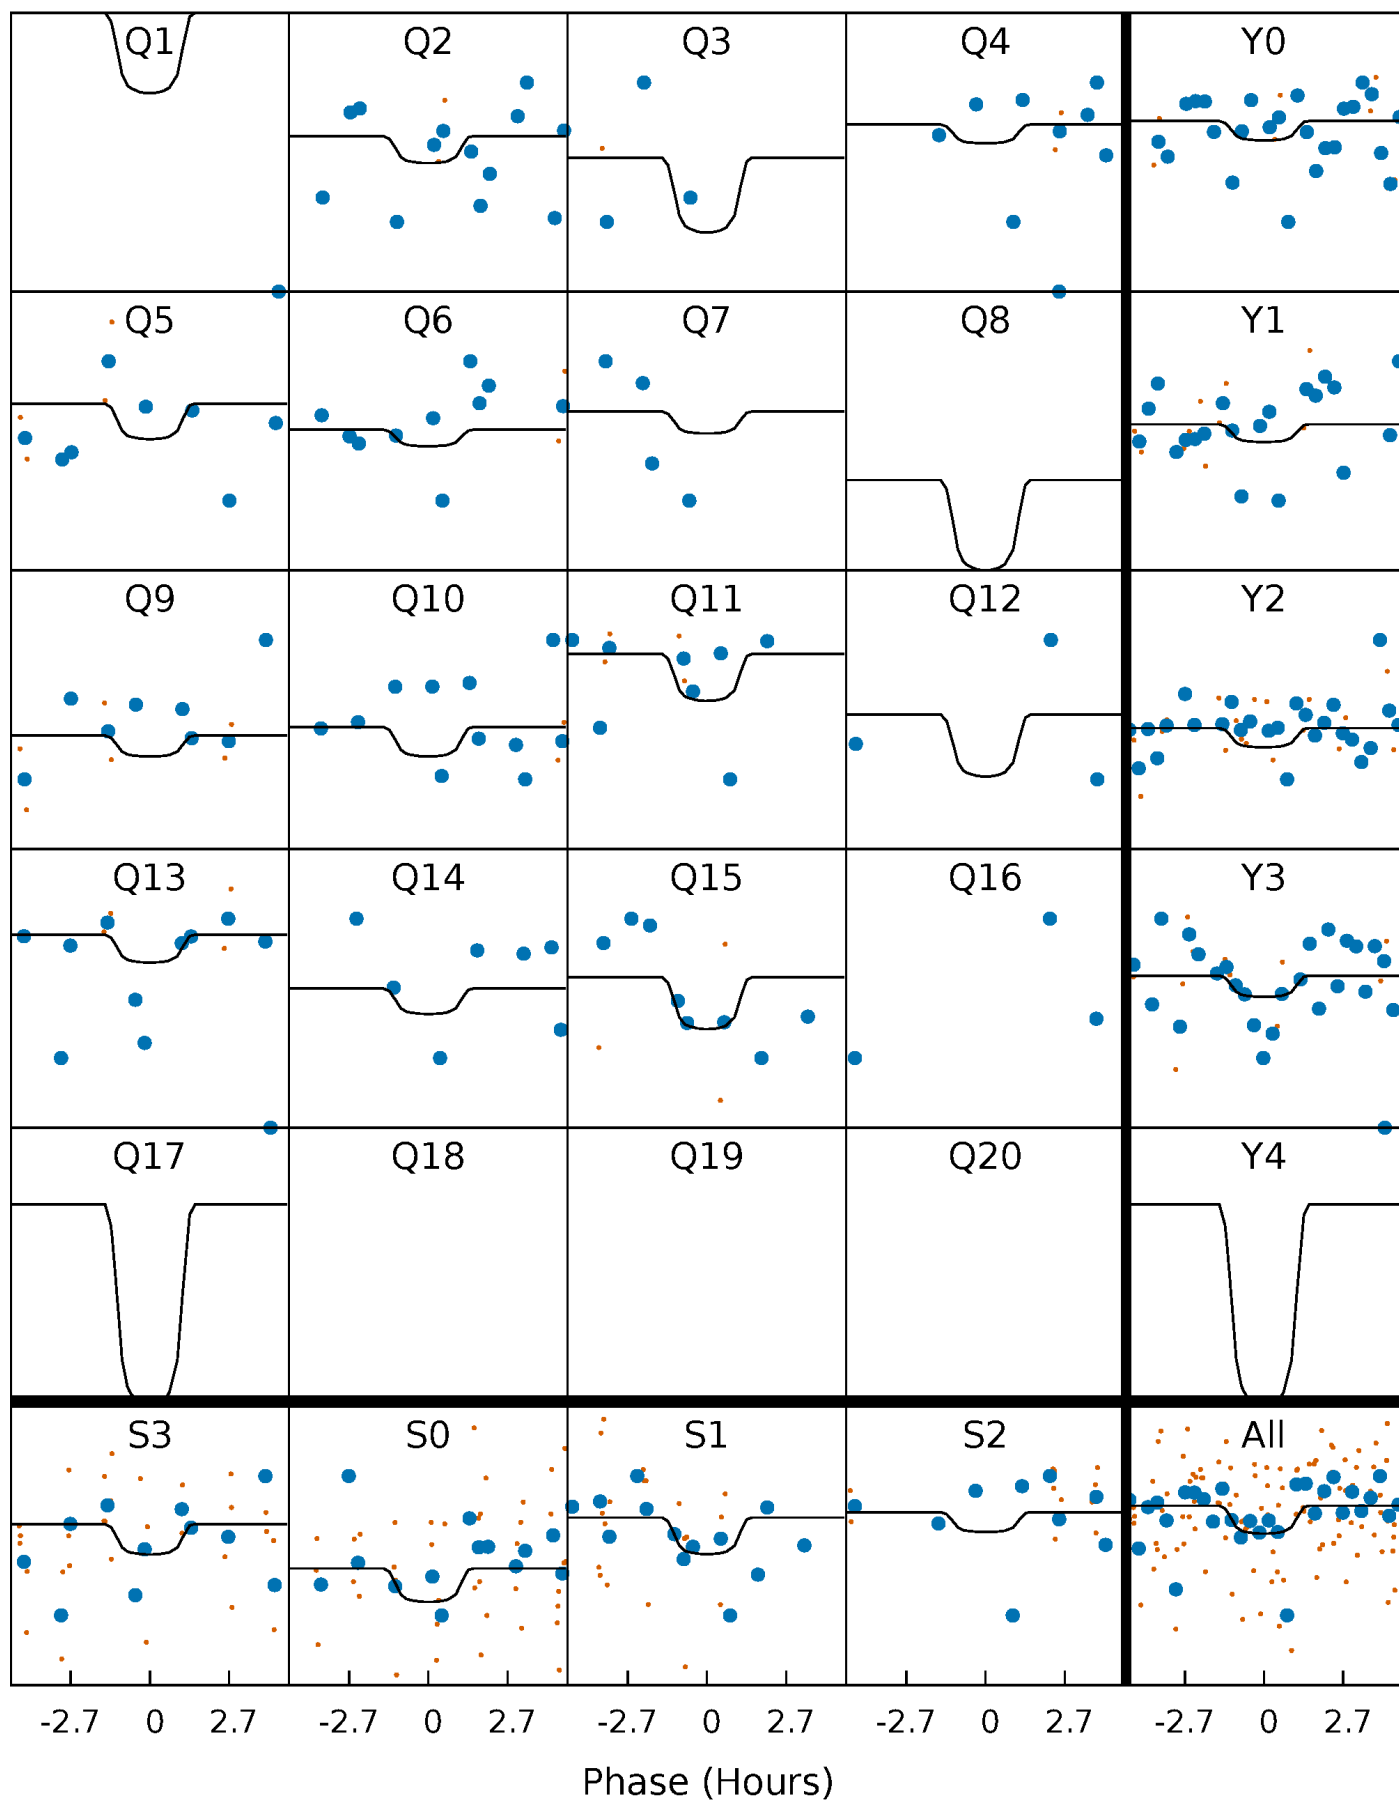 Q1 Q2 Q3 Q4 Y0
Q5 Q6 Q7 Q8 Y1
Q9 Q10 Q11 Q12 Y2
Q13 Q14 Q15 Q16 Y3
Q17 Q18 Q19 Q20 Y4
S3 S0 S1 S2 All
-2.7 0 2.7 -2.7 0 2.7 -2.7 0 2.7 -2.7 0 2.7 -2.7 0 2.7
Phase (Hours)